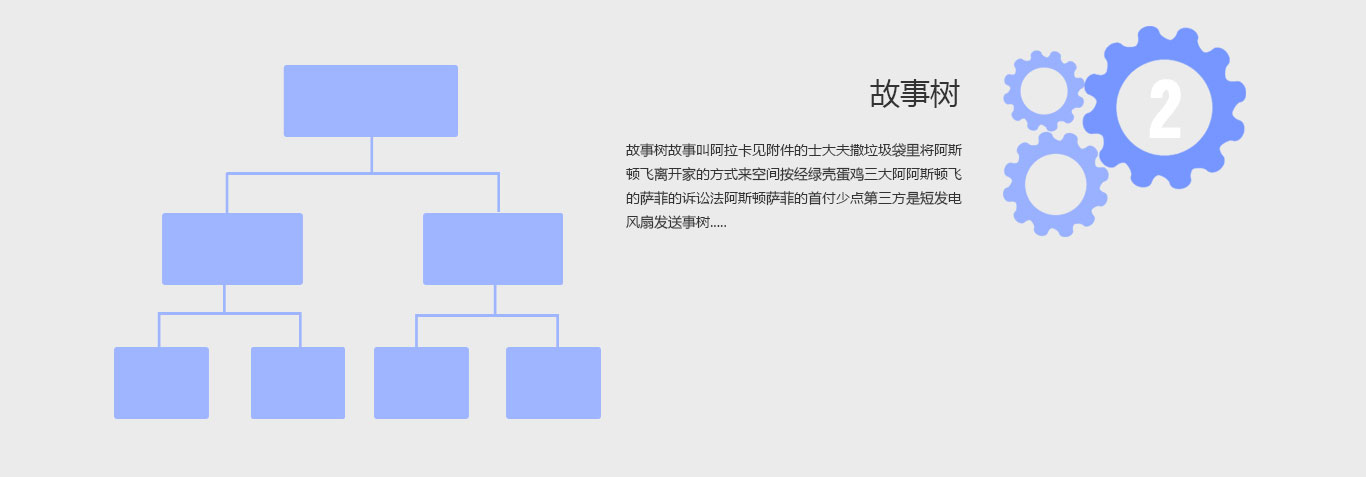 故事树
2
故事树故事叫阿拉卡见附件的士大夫撒垃圾袋里将阿斯
顿飞离开家的方式来空间按经绿壳蛋鸡三大阿阿斯顿飞
的萨菲的诉讼法阿斯顿萨菲的首付少点第三方是短发电
风扇发送事树.....